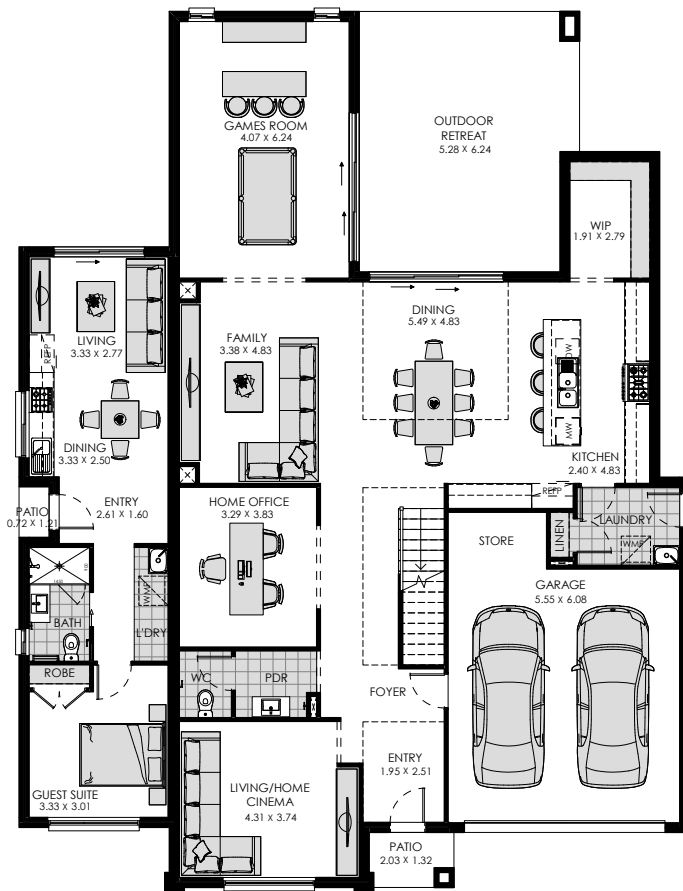 GAMES ROOM
4.07 X 6.24
OUTDOOR
RETREAT
5.28 X 6.24
WIP
1.91 X 2.79
LIVING
3.33 X 2.77
REFP
FAMILY
3.38 X 4.83
DINING
5.49 X 4.83
DW
MW
KITCHEN
2.40 X 4.83
DINING
3.33 X 2.50
PATIO
0.72 X 1.21
ENTRY
2.61 X 1.60
HOME OFFICE
3.29 X 3.83
REFP
STORE
LINEN
LAUNDRY
WMP
GARAGE
5.55 X 6.08
BATH
WMP
L'DRY
ROBE
WC
PDR
FOYER
ENTRY
1.95 X 2.51
GUEST SUITE
3.33 X 3.01
LIVING/HOME
CINEMA
4.31 X 3.74
PATIO
2.03 X 1.32